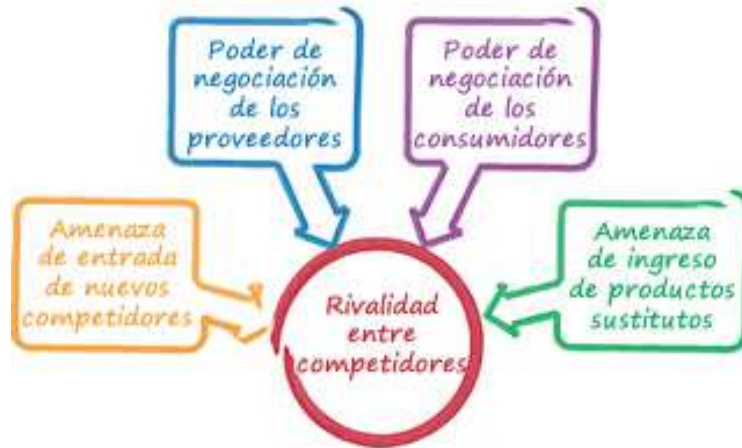 Poder de
negociación
de los
proveedores
Poder de
negociación
de los
consumidores
Amenaza
de entrada
de nuevos
competidores
Amenaza
de ingreso
de productos
sustitutos
Rivalidad
entre
competidores